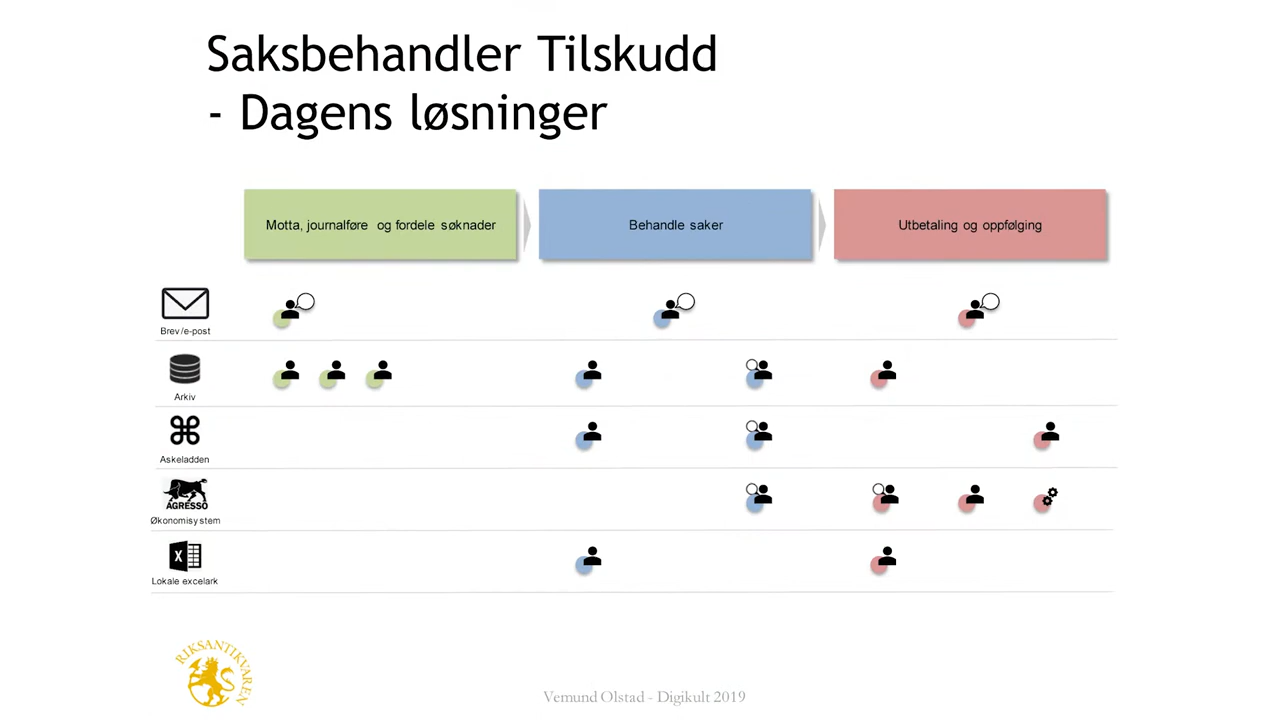 Saksbehandler Tilskudd
- Dagens løsninger
Motta, journalføre og fordele søknader
Behandle saker
Utbetaling og oppfølging
Brev/e-post
Arkiv
Askeladden
AGRESSO
Økonomisystem
X
Lokale excelark
RIKSANTIKVAREN
Vemund Olstad - Digikult 2019